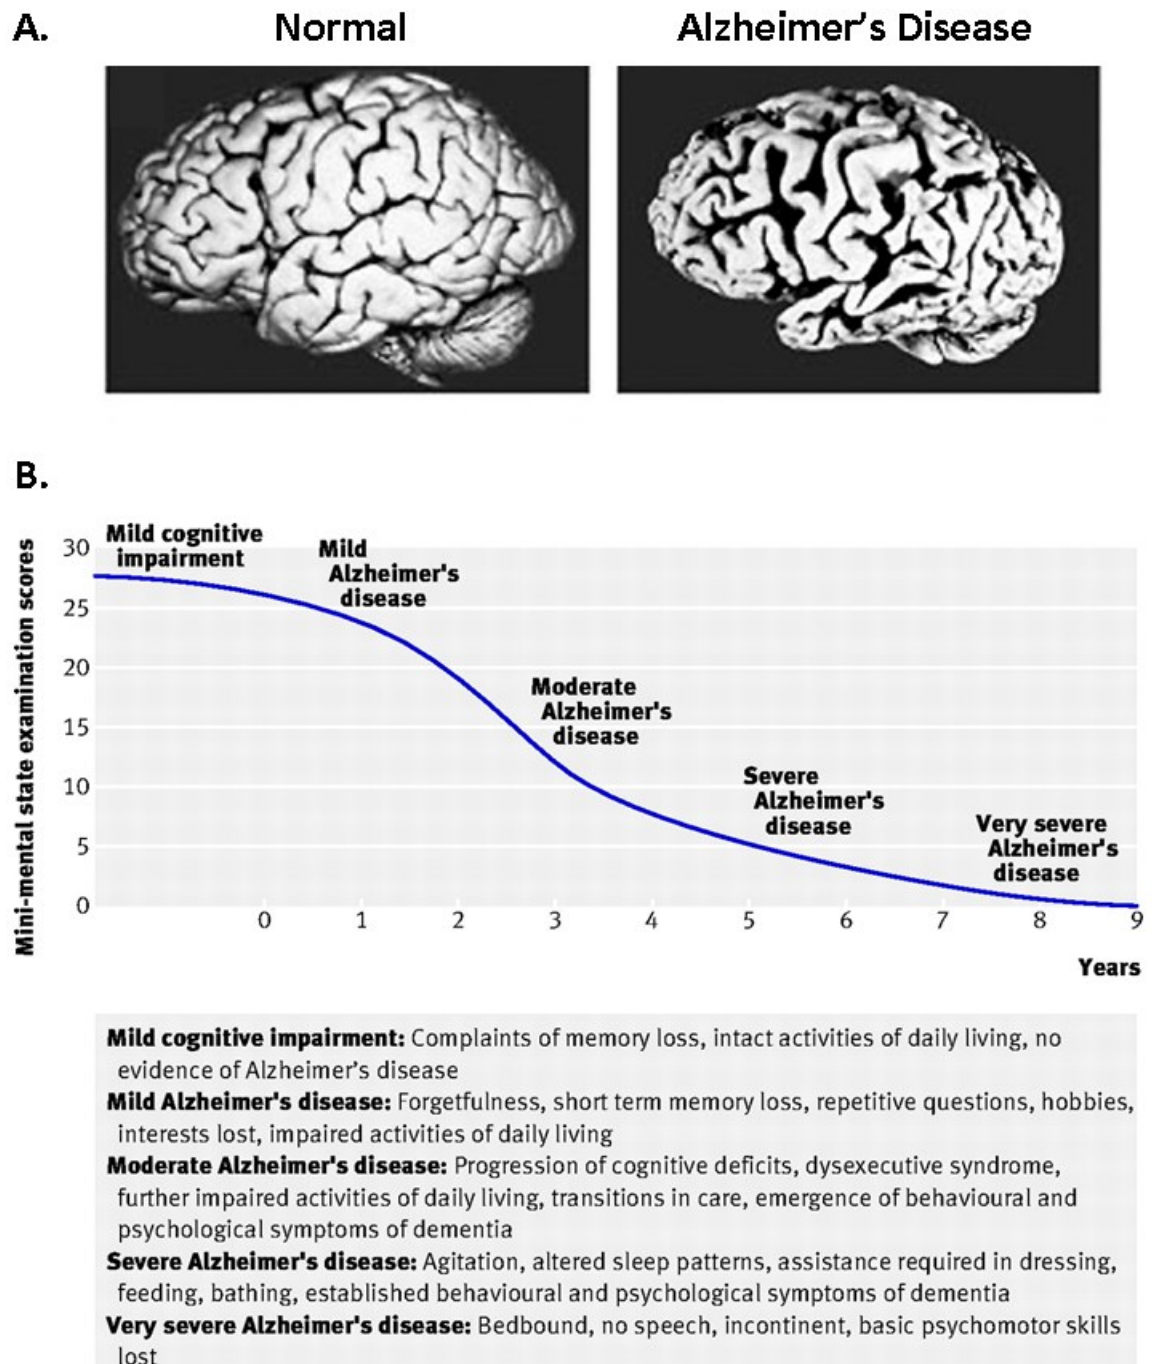 A.
Normal
Alzheimer's Disease
B.
Mini-mental state examination scores
30
25
20
15
10
5
0
Mild cognitive
impairment
Mild
Alzheimer's
disease
Moderate
Alzheimer's
disease
Severe
Alzheimer's
disease
Very severe
Alzheimer's
disease
0 1 2 3 4 5 6 7 8 9
Years
Mild cognitive impairment: Complaints of memory loss, intact activities of daily living, no
evidence of Alzheimer's disease
Mild Alzheimer's disease: Forgetfulness, short term memory loss, repetitive questions, hobbies,
interests lost, impaired activities of daily living
Moderate Alzheimer's disease: Progression of cognitive deficits, dysexecutive syndrome,
further impaired activities of daily living, transitions in care, emergence of behavioural and
psychological symptoms of dementia
Severe Alzheimer's disease: Agitation, altered sleep patterns, assistance required in dressing,
feeding, bathing, established behavioural and psychological symptoms of dementia
Very severe Alzheimer's disease: Bedbound, no speech, incontinent, basic psychomotor skills
lost